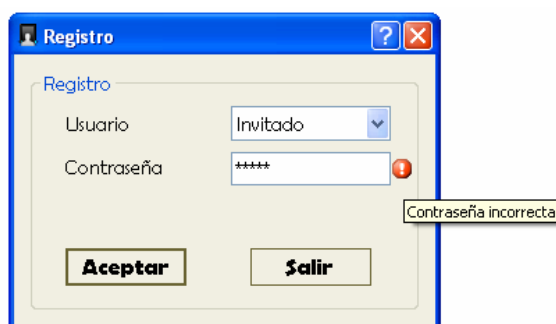 Registro
Registro
Usuario Invitado
Contraseña *****
Contraseña incorrecta
Aceptar Salir